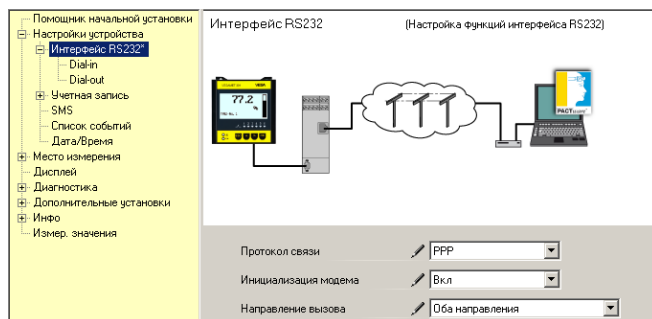 Помощник начальной установки
Настройки устройства
Интерфейс RS232*
Dial-in
Dial-out
Учетная запись
SMS
Список событий
Дата/Время
Место измерения
Дисплей
Диагностика
Дополнительные установки
Инфо
Измер. значения
Интерфейс RS232
(Настройка функций интерфейса RS232)
VEGA
77.2
%
PACTware
Протокол связи
PPP
Инициализация модема
Вкл
Направление вызова
Оба направления